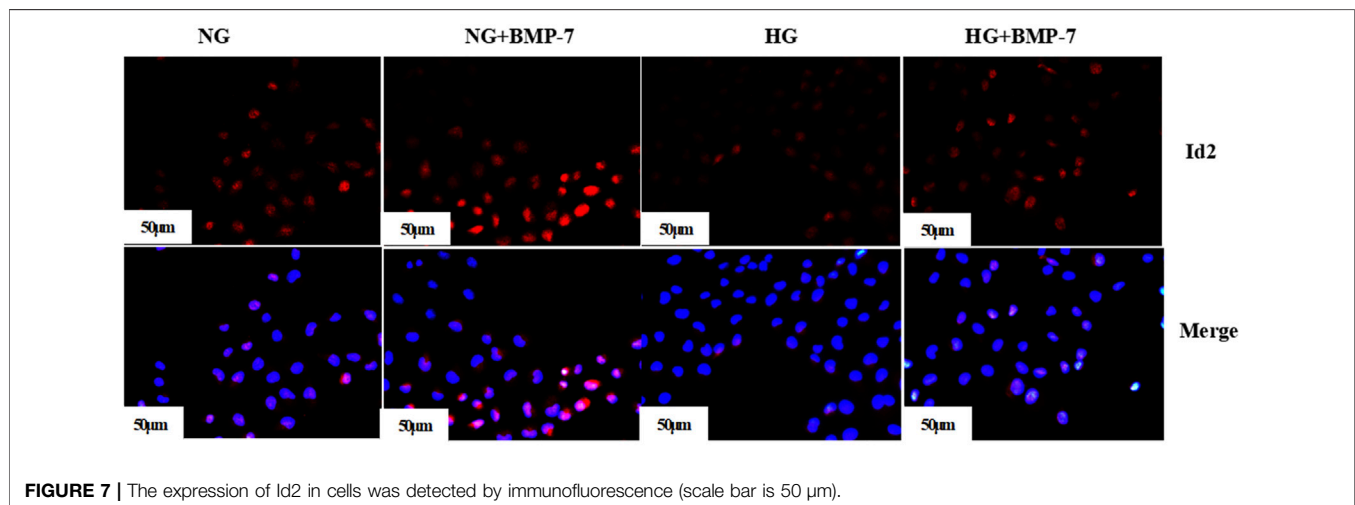 NG NG+BMP-7 HG HG+BMP-7
Id2
50μm 50μm 50μm 50μm
Merge
50μm 50μm 50μm 50μm
FIGURE 7 | The expression of Id2 in cells was detected by immunofluorescence (scale bar is 50 μm).